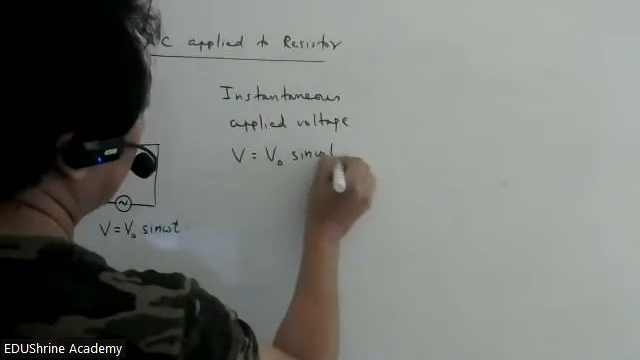 AC applied to Resistor
Instantaneous
applied voltage
V = V₀ sinωt
V = V₀ sinωt
EDUShrine Academy